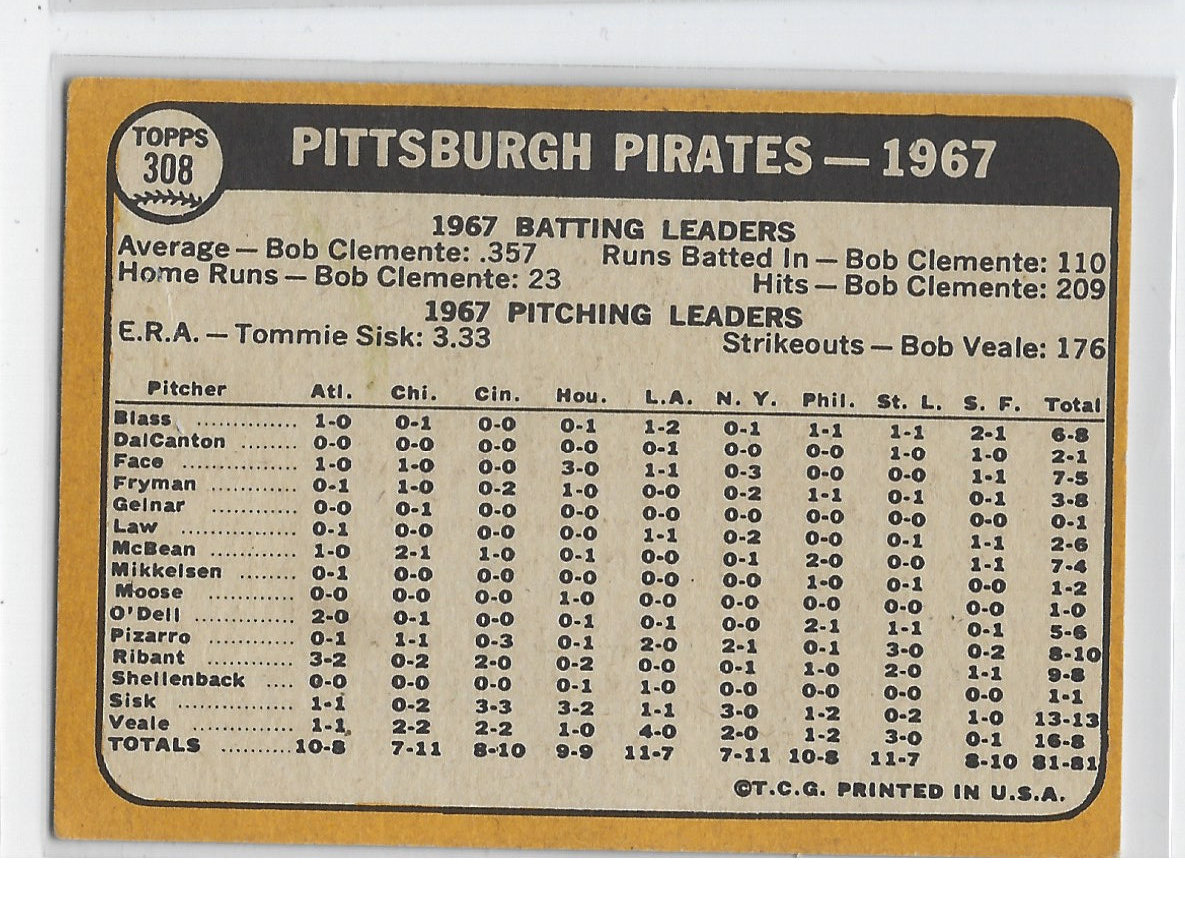 TOPPS
308
PITTSBURGH PIRATES — 1967
1967 BATTING LEADERS
Average — Bob Clemente: .357 Runs Batted In — Bob Clemente: 110
Home Runs — Bob Clemente: 23 Hits — Bob Clemente: 209
1967 PITCHING LEADERS
E.R.A. — Tommie Sisk: 3.33 Strikeouts — Bob Veale: 176
Pitcher Atl. Chi. Cin. Hou. L.A. N. Y. Phil. St. L. S. F. Total
Blass .............. 1-0 0-1 0-0 0-1 1-2 0-1 1-1 1-1 2-1 6-8
DalCanton ........ 0-0 0-0 0-0 0-0 0-1 0-0 0-0 1-0 1-0 2-1
Face ................ 1-0 1-0 0-0 3-0 1-1 0-3 0-0 0-0 1-1 7-5
Fryman ............ 0-1 1-0 0-2 1-0 0-0 0-2 1-1 0-1 0-1 3-8
Gelnar ............ 0-0 0-1 0-0 0-0 0-0 0-0 0-0 0-0 0-0 0-1
Law ................ 0-1 0-0 0-0 0-0 1-1 0-2 0-0 0-1 1-1 2-6
McBean ............ 1-0 2-1 1-0 0-1 0-0 0-1 2-0 0-0 1-1 7-4
Mikkelsen ........ 0-1 0-0 0-0 0-0 0-0 0-0 1-0 0-1 0-0 1-2
Moose ............ 0-0 0-0 0-0 1-0 0-0 0-0 0-0 0-0 0-0 1-0
O'Dell .............. 2-0 0-1 0-0 0-1 0-1 0-0 2-1 1-1 0-1 5-6
Pizarro ............ 0-1 1-1 0-3 0-1 2-0 2-1 0-1 3-0 0-2 8-10
Ribant ............ 3-2 0-2 2-0 0-2 0-0 0-1 1-0 2-0 1-1 9-8
Shellenback .... 0-0 0-0 0-0 0-1 1-0 0-0 0-0 0-0 0-0 1-1
Sisk ................ 1-1 0-2 3-3 3-2 1-1 3-0 1-2 0-2 1-0 13-13
Veale .............. 1-1 2-2 2-2 1-0 4-0 2-0 1-2 3-0 0-1 16-8
TOTALS .......... 10-8 7-11 8-10 9-9 11-7 7-11 10-8 11-7 8-10 81-81
©T.C.G. PRINTED IN U.S.A.